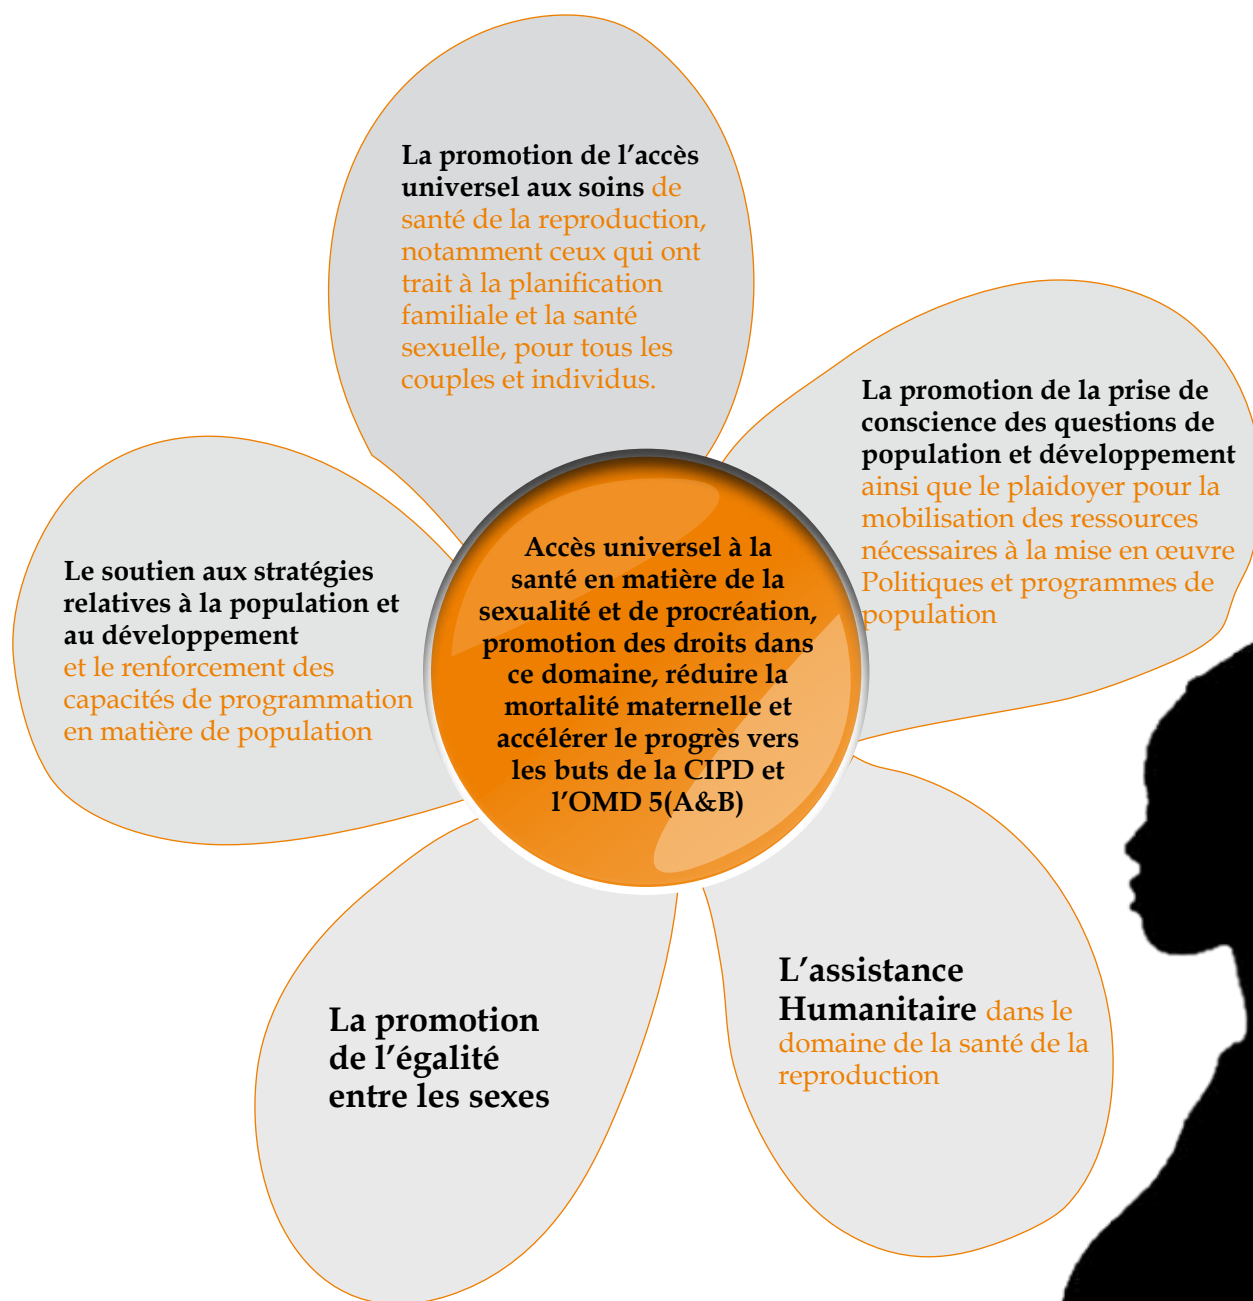 La promotion de l’accès
universel aux soins de
santé de la reproduction,
notamment ceux qui ont
trait à la planification
familiale et la santé
sexuelle, pour tous les
couples et individus.
La promotion de la prise de
conscience des questions de
population et développement
ainsi que le plaidoyer pour la
mobilisation des ressources
nécessaires à la mise en œuvre
Politiques et programmes de
population
Le soutien aux stratégies
relatives à la population et
au développement
et le renforcement des
capacités de programmation
en matière de population
Accès universel à la
santé en matière de la
sexualité et de procréation,
promotion des droits dans
ce domaine, réduire la
mortalité maternelle et
accélérer le progrès vers
les buts de la CIPD et
l’OMD 5(A&B)
La promotion
de l’égalité
entre les sexes
L’assistance
Humanitaire dans le
domaine de la santé de la
reproduction